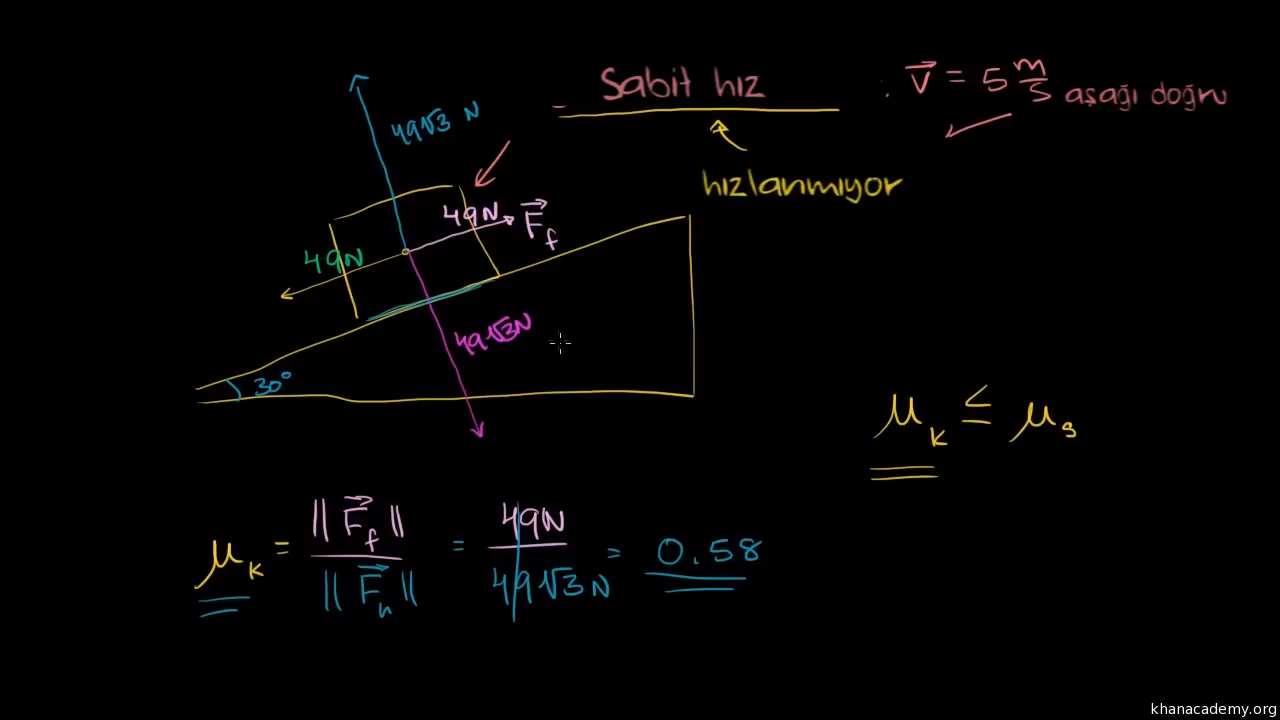 Sabit hız
v⃗ = 5 m/s aşağı doğru
hızlanmıyor
49√3 N
49N F⃗f
49N
49√3N
30°
μk ≤ μs
μk = ‖F⃗f‖ / ‖F⃗n‖ = 49N / 49√3 N = 0.58
khanacademy.org